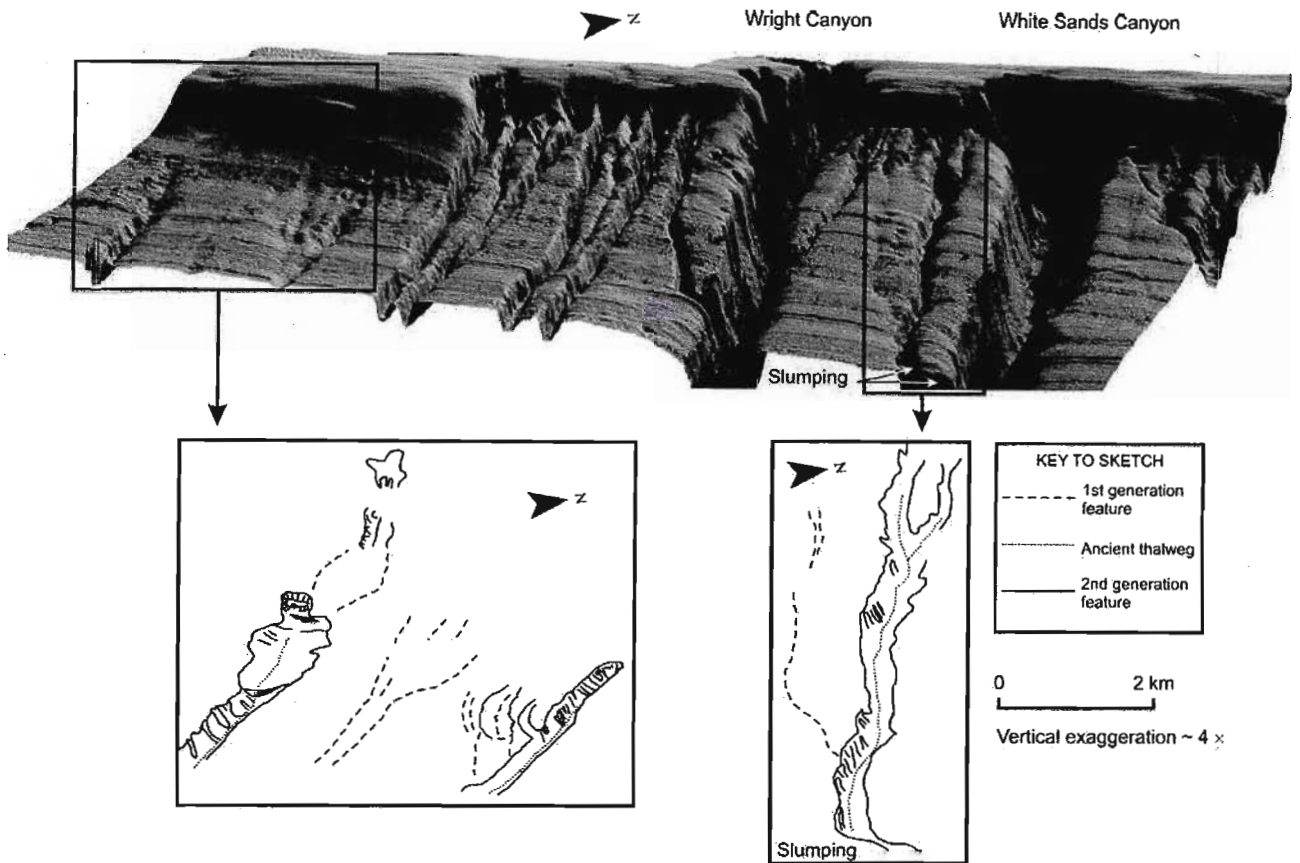 Z
Wright Canyon
White Sands Canyon
Slumping
Z
Z
Slumping
KEY TO SKETCH
1st generation
feature
Ancient thalweg
2nd generation
feature
0
2 km
Vertical exaggeration ~ 4 ×